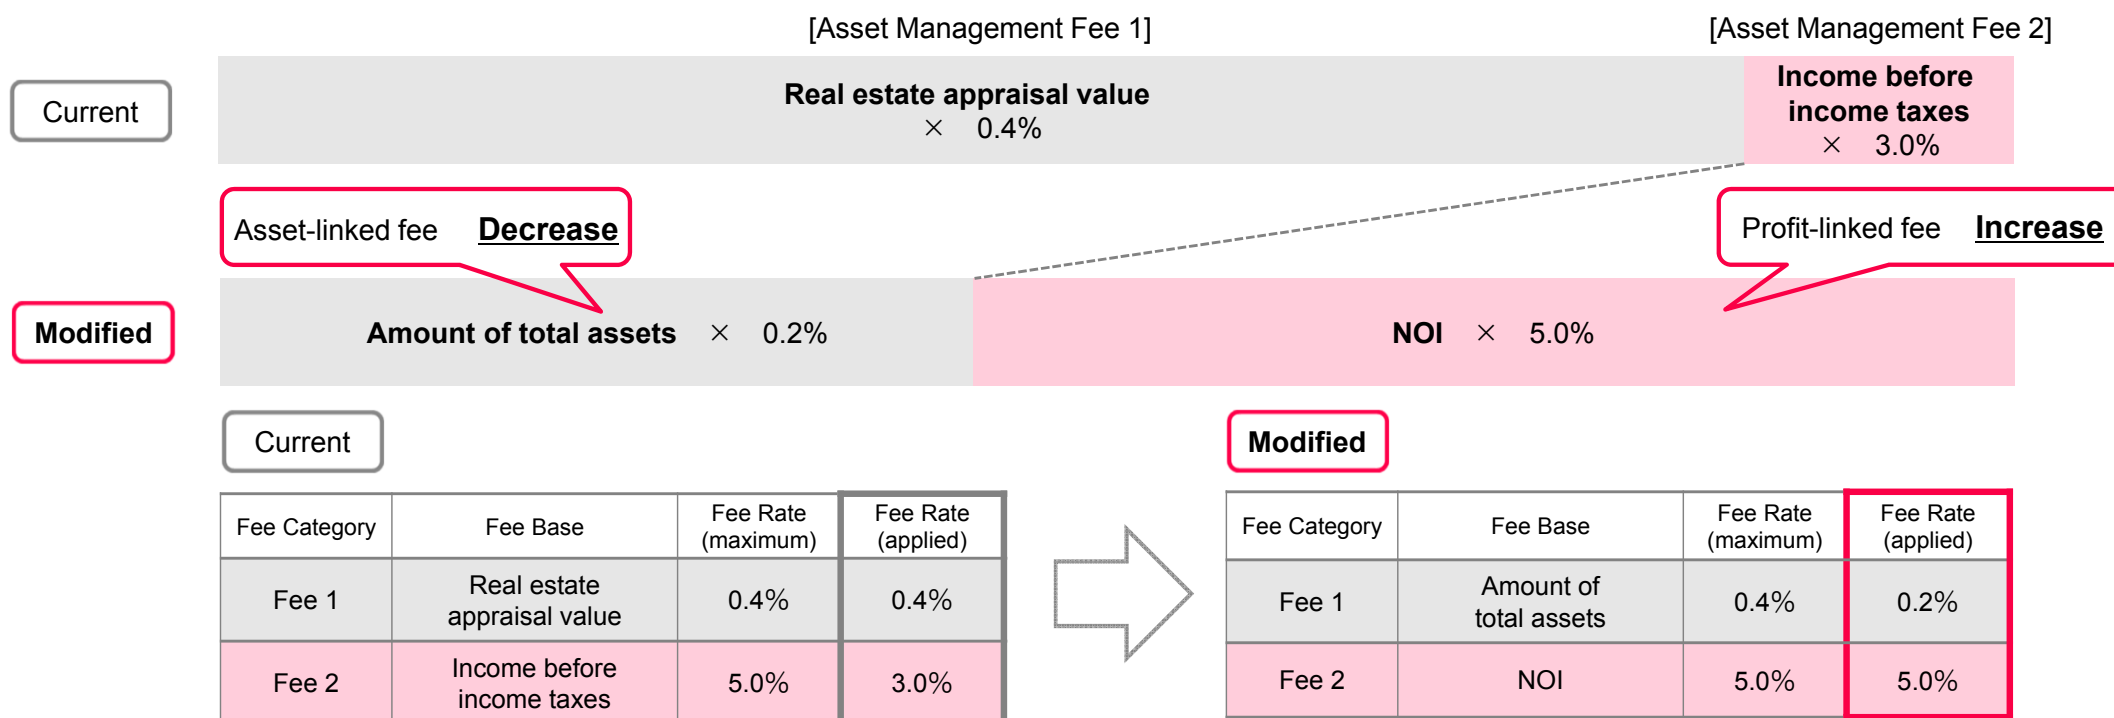 [Asset Management Fee 1]
[Asset Management Fee 2]
Current
Real estate appraisal value
× 0.4%
Income before
income taxes
× 3.0%
Asset-linked fee Decrease
Profit-linked fee Increase
Modified
Amount of total assets × 0.2%
NOI × 5.0%
Current
Fee Category
Fee Base
Fee Rate
(maximum)
Fee Rate
(applied)
Fee 1
Real estate
appraisal value
0.4%
0.4%
Fee 2
Income before
income taxes
5.0%
3.0%
Modified
Fee Category
Fee Base
Fee Rate
(maximum)
Fee Rate
(applied)
Fee 1
Amount of
total assets
0.4%
0.2%
Fee 2
NOI
5.0%
5.0%